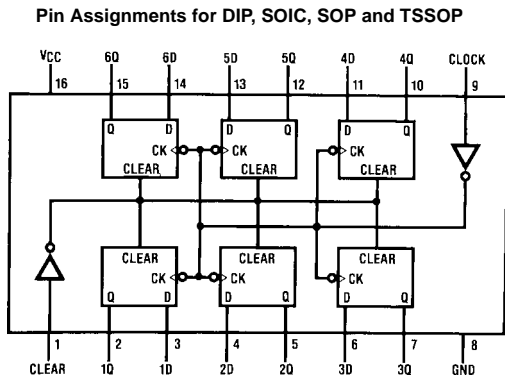 Pin Assignments for DIP, SOIC, SOP and TSSOP
VCC 6Q 6D 5D 5Q 4D 4Q CLOCK
16 15 14 13 12 11 10 9
Q D D Q D Q
CK CK CK
CLEAR CLEAR CLEAR
CLEAR CLEAR CLEAR
CK CK CK
Q D D Q D Q
1 2 3 4 5 6 7 8
CLEAR 1Q 1D 2D 2Q 3D 3Q GND